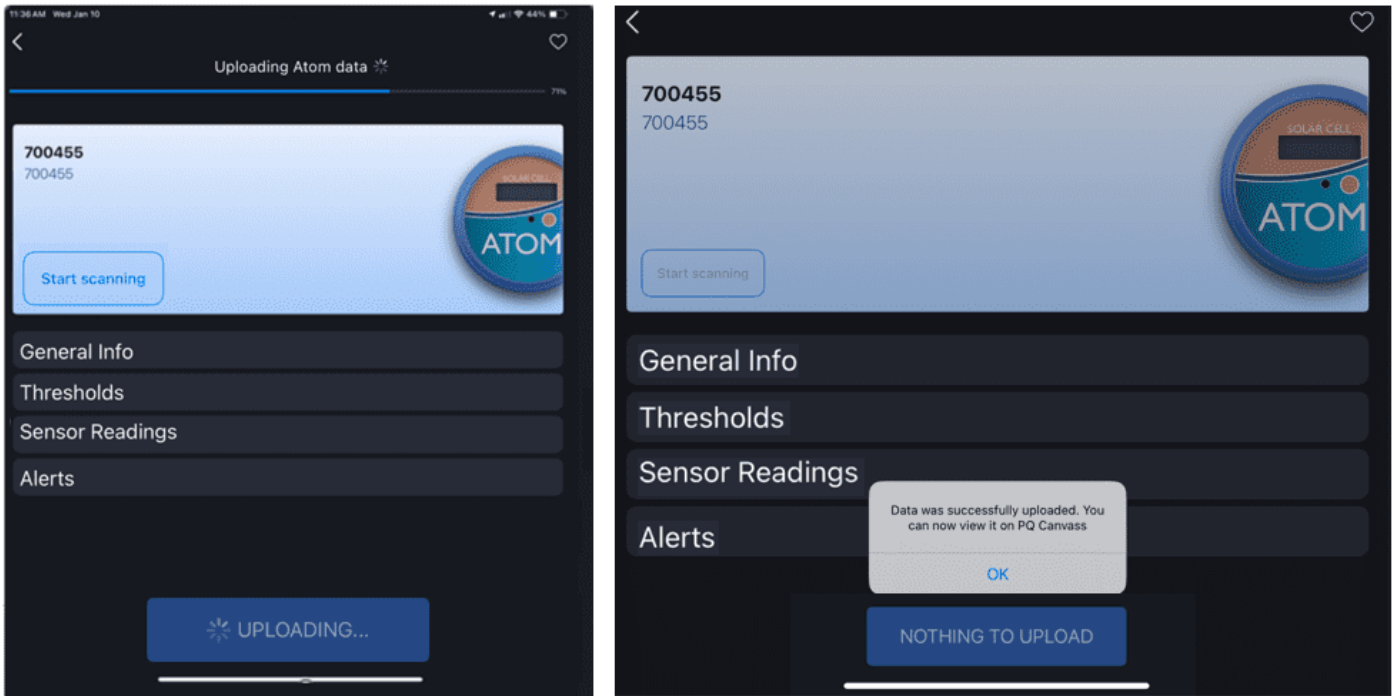 11:36 AM Wed Jan 10
44%
Uploading Atom data
71%
700455
700455
SOLAR CELL
ATOM
Start scanning
General Info
Thresholds
Sensor Readings
Alerts
UPLOADING...
700455
700455
SOLAR CELL
ATOM
Start scanning
General Info
Thresholds
Sensor Readings
Alerts
Data was successfully uploaded. You
can now view it on PQ Canvass
OK
NOTHING TO UPLOAD